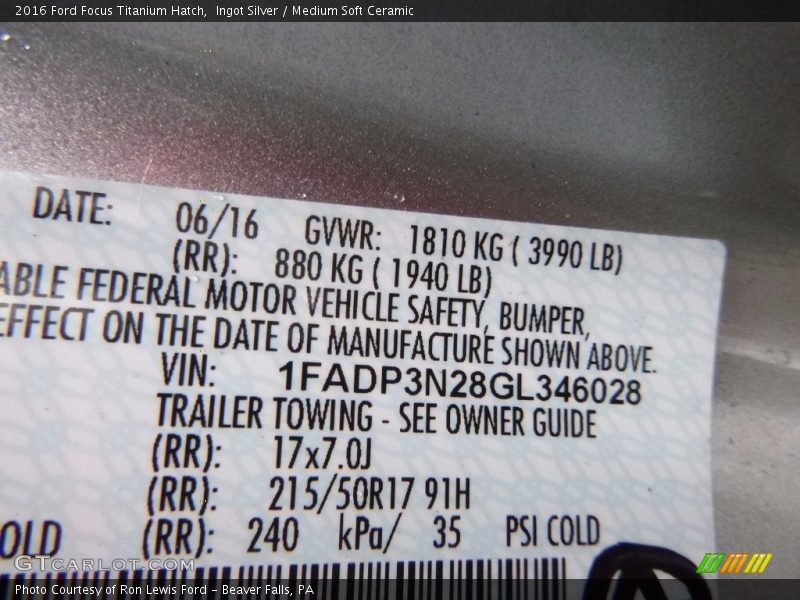 2016 Ford Focus Titanium Hatch, Ingot Silver / Medium Soft Ceramic
DATE: 06/16 GVWR: 1810 KG ( 3990 LB)
(RR): 880 KG ( 1940 LB)
ABLE FEDERAL MOTOR VEHICLE SAFETY, BUMPER,
EFFECT ON THE DATE OF MANUFACTURE SHOWN ABOVE.
VIN: 1FADP3N28GL346028
TRAILER TOWING - SEE OWNER GUIDE
(RR): 17x7.0J
(RR): 215/50R17 91H
OLD (RR): 240 kPa/ 35 PSI COLD
GTCARLOT.COM
Photo Courtesy of Ron Lewis Ford - Beaver Falls, PA